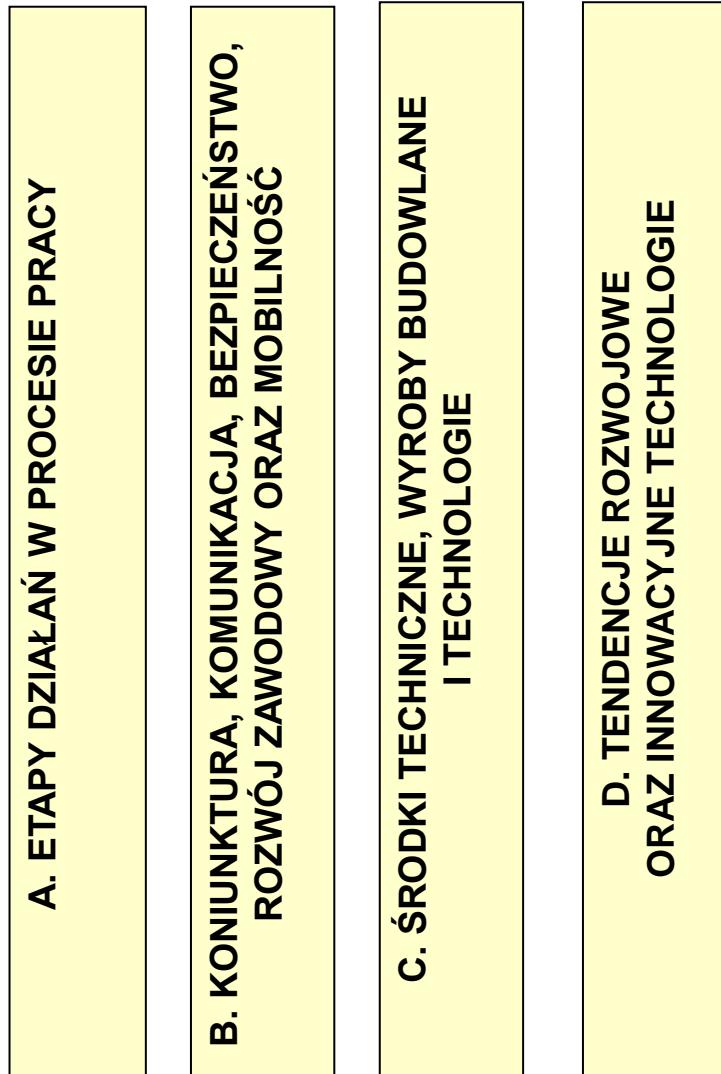 A. ETAPY DZIAŁAŃ W PROCESIE PRACY
B. KONIUNKTURA, KOMUNIKACJA, BEZPIECZEŃSTWO,
ROZWÓJ ZAWODOWY ORAZ MOBILNOŚĆ
C. ŚRODKI TECHNICZNE, WYROBY BUDOWLANE
I TECHNOLOGIE
D. TENDENCJE ROZWOJOWE
ORAZ INNOWACYJNE TECHNOLOGIE